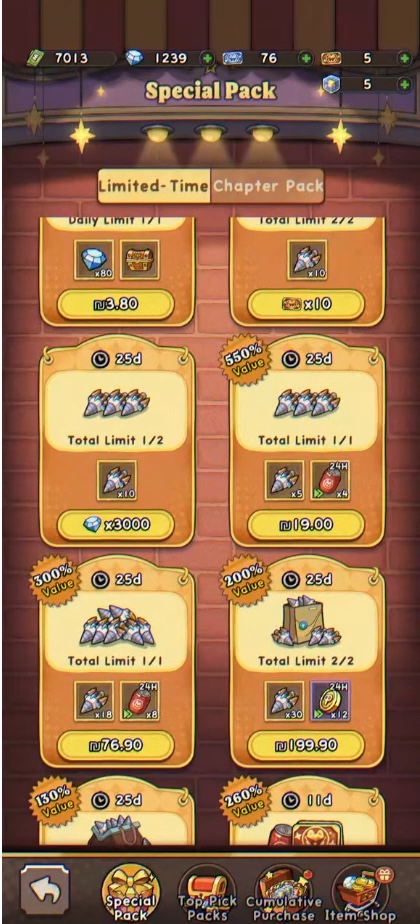 7013
1239
76
5
5
Special Pack
Limited-Time
Chapter Pack
Daily Limit 1/1
x80
₪3.80
Total Limit 2/2
x10
x10
25d
Total Limit 1/2
x10
x3000
550%
Value
25d
Total Limit 1/1
x5
24H
x4
₪19.00
300%
Value
25d
Total Limit 1/1
x18
24H
x8
₪76.90
200%
Value
25d
Total Limit 2/2
x30
24H
x12
₪199.90
130%
Value
25d
260%
Value
11d
Special
Pack
Top Pick
Packs
Cumulative
Purchase
Item Shop